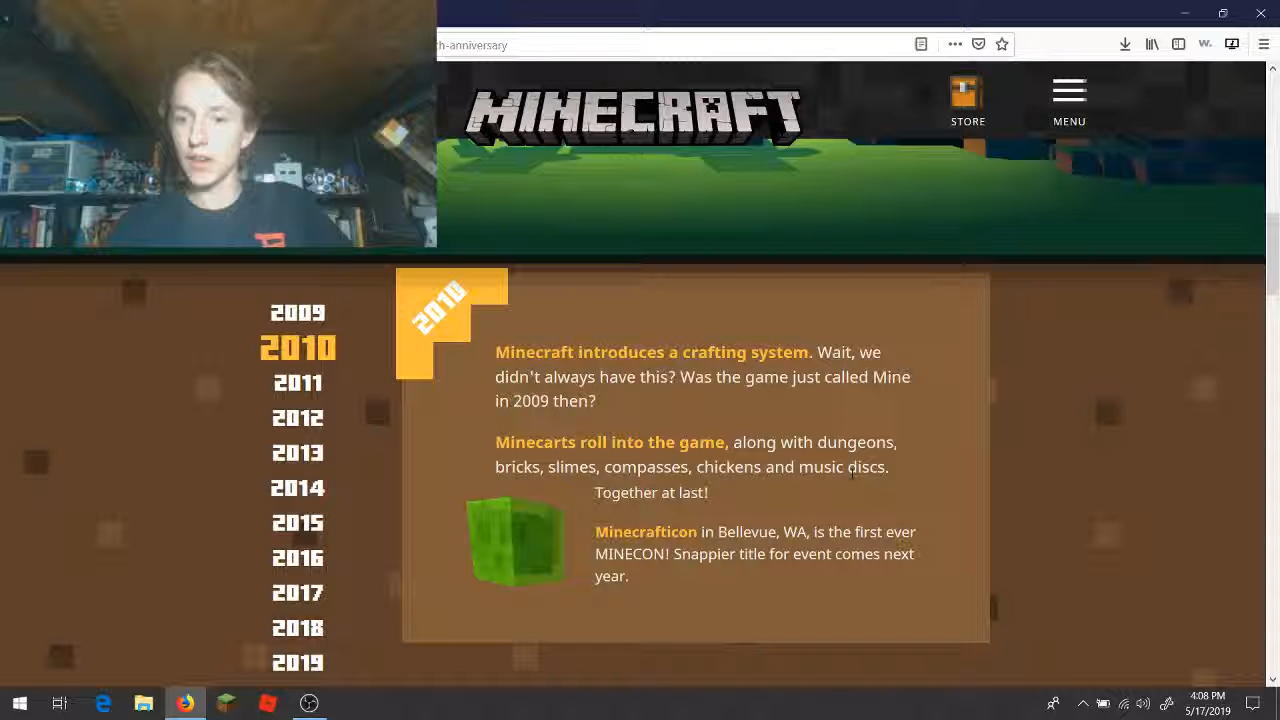 h-anniversary
W.
MINECRAFT
STORE
MENU
2009
2010
2011
2012
2013
2014
2015
2016
2017
2018
2019
2010
Minecraft introduces a crafting system. Wait, we
didn't always have this? Was the game just called Mine
in 2009 then?
Minecarts roll into the game, along with dungeons,
bricks, slimes, compasses, chickens and music discs.
Together at last!
Minecrafticon in Bellevue, WA, is the first ever
MINECON! Snappier title for event comes next
year.
4:08 PM
5/17/2019